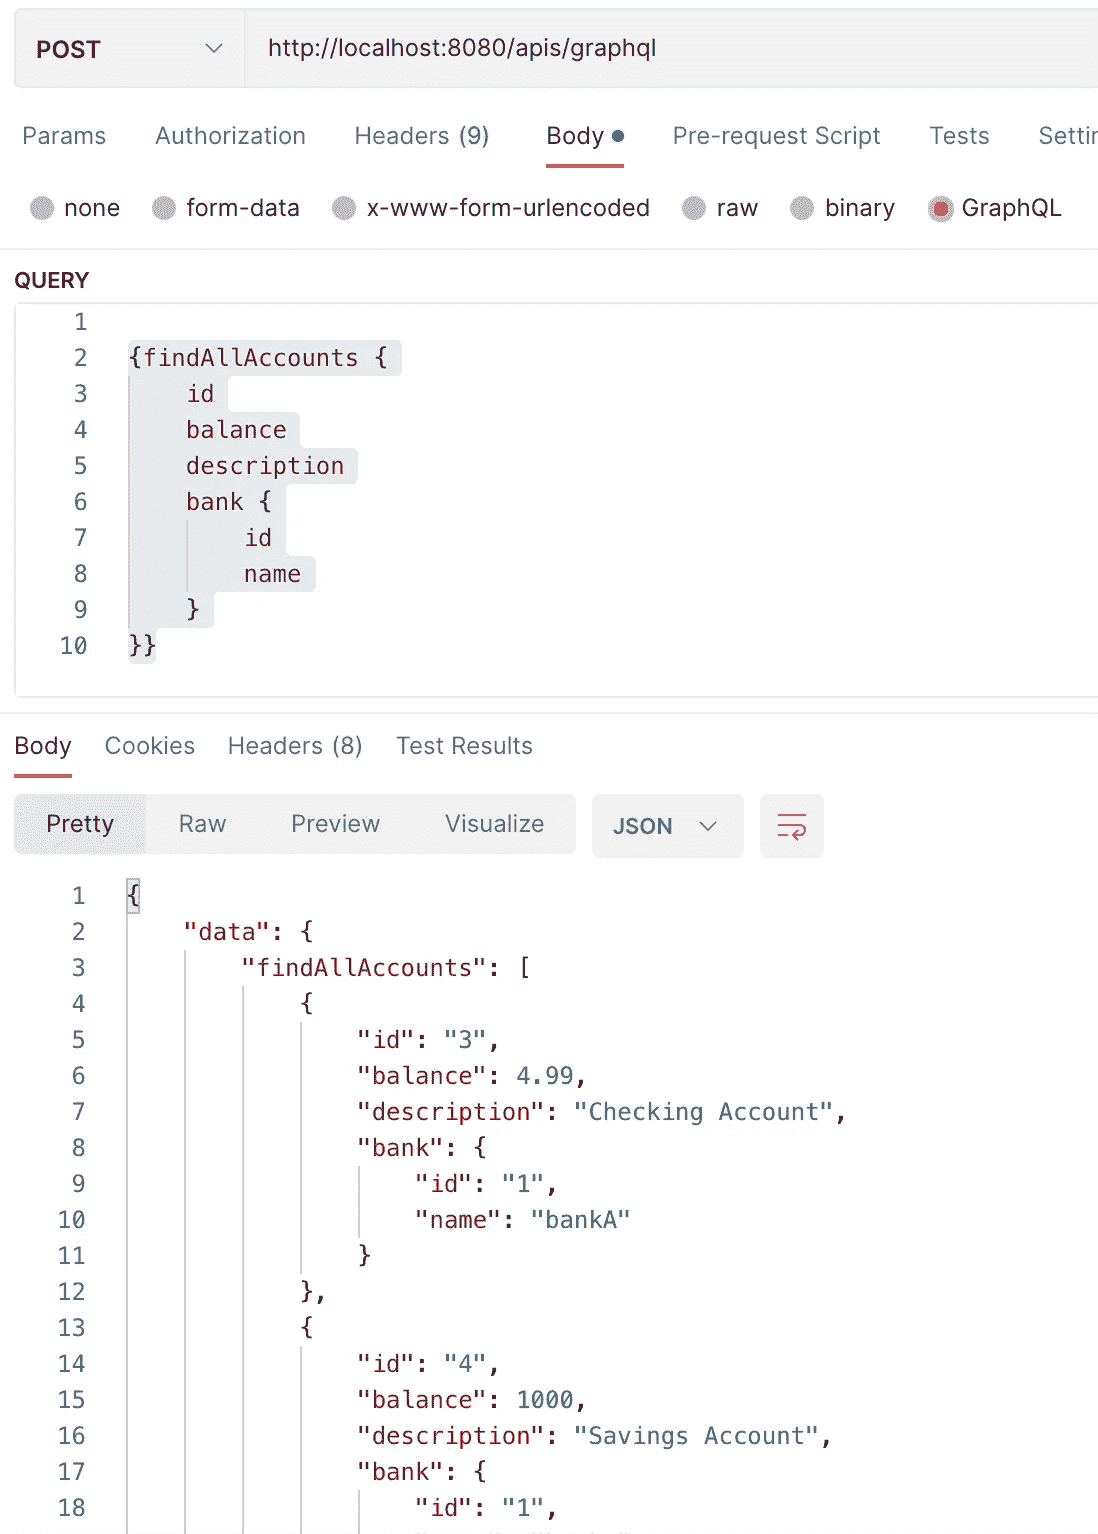 POST http://localhost:8080/apis/graphql
Params Authorization Headers (9) Body Pre-request Script Tests Settin
none form-data x-www-form-urlencoded raw binary GraphQL
QUERY
1
2 {findAllAccounts {
3 id
4 balance
5 description
6 bank {
7 id
8 name
9 }
10 }}
Body Cookies Headers (8) Test Results
Pretty Raw Preview Visualize JSON
1 {
2 "data": {
3 "findAllAccounts": [
4 {
5 "id": "3",
6 "balance": 4.99,
7 "description": "Checking Account",
8 "bank": {
9 "id": "1",
10 "name": "bankA"
11 }
12 },
13 {
14 "id": "4",
15 "balance": 1000,
16 "description": "Savings Account",
17 "bank": {
18 "id": "1",